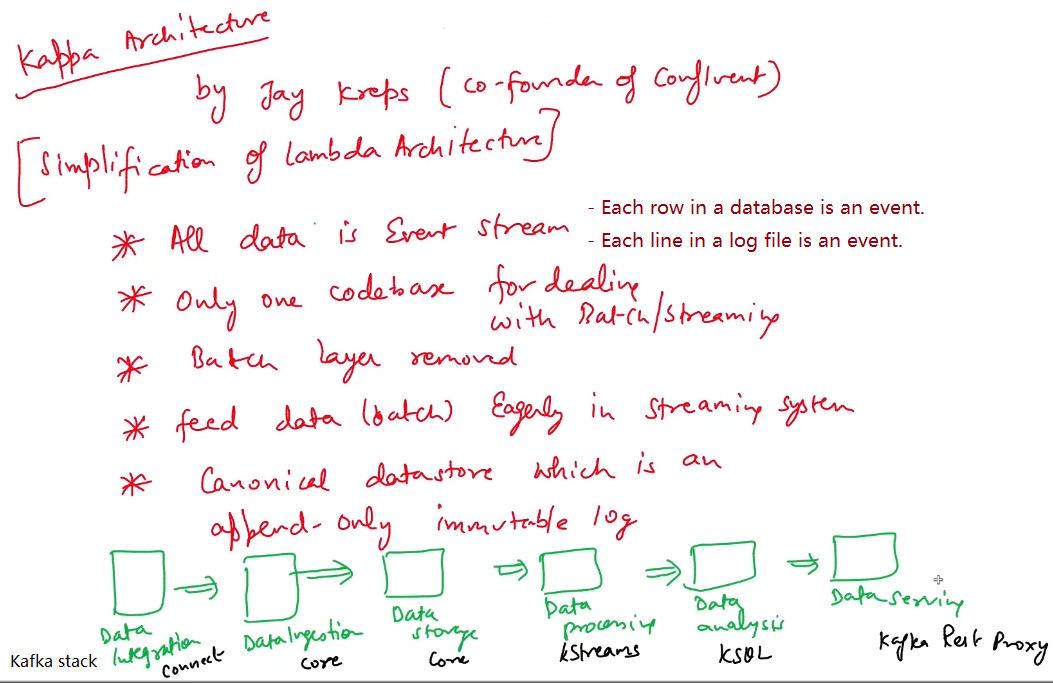 Kappa Architecture
by Jay Kreps (co-founder of Confluent)
[Simplification of Lambda Architecture]
* All data is Event stream
- Each row in a database is an event.
- Each line in a log file is an event.
* Only one codebase for dealing
with Batch/Streaming
* Batch layer removed
* feed data (batch) Eagerly in streaming system
* Canonical datastore which is an
append-only immutable log
Data
Integration
Connect
Data Ingestion
Core
Data
storage
Core
Data
processing
KStreams
Data
analysis
KSQL
Data serving
Kafka Rest Proxy
Kafka stack